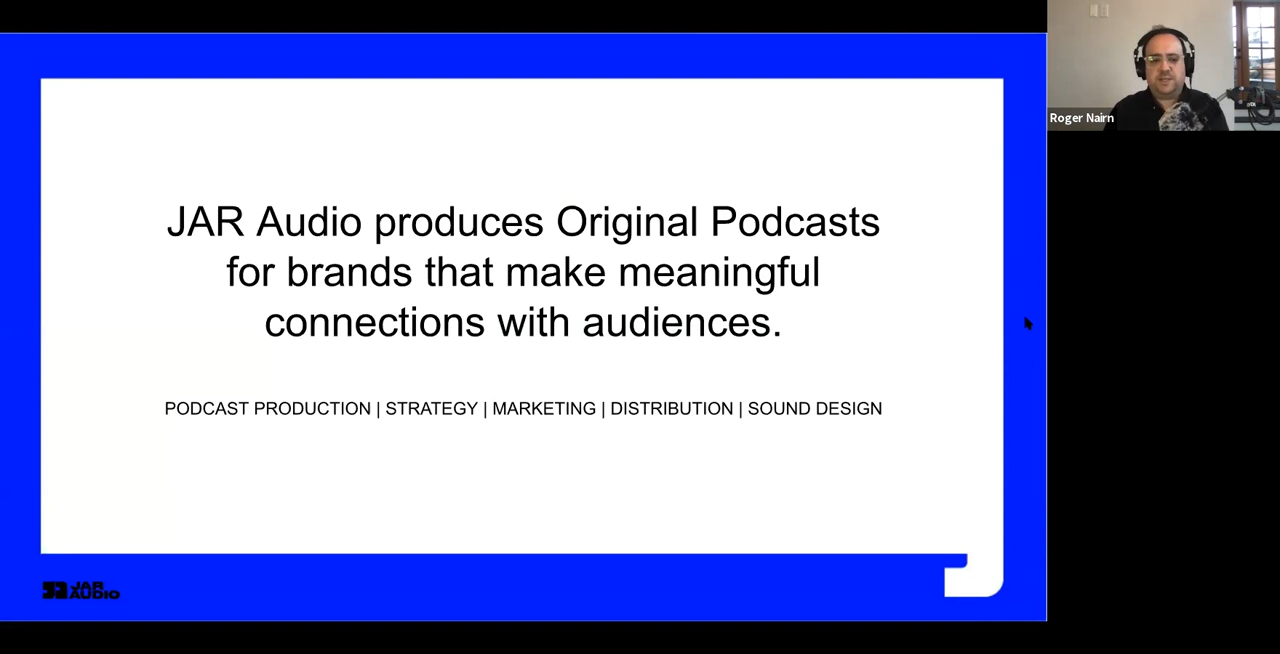 JAR Audio produces Original Podcasts
for brands that make meaningful
connections with audiences.
PODCAST PRODUCTION | STRATEGY | MARKETING | DISTRIBUTION | SOUND DESIGN
JAR
AUDIO
Roger Nairn